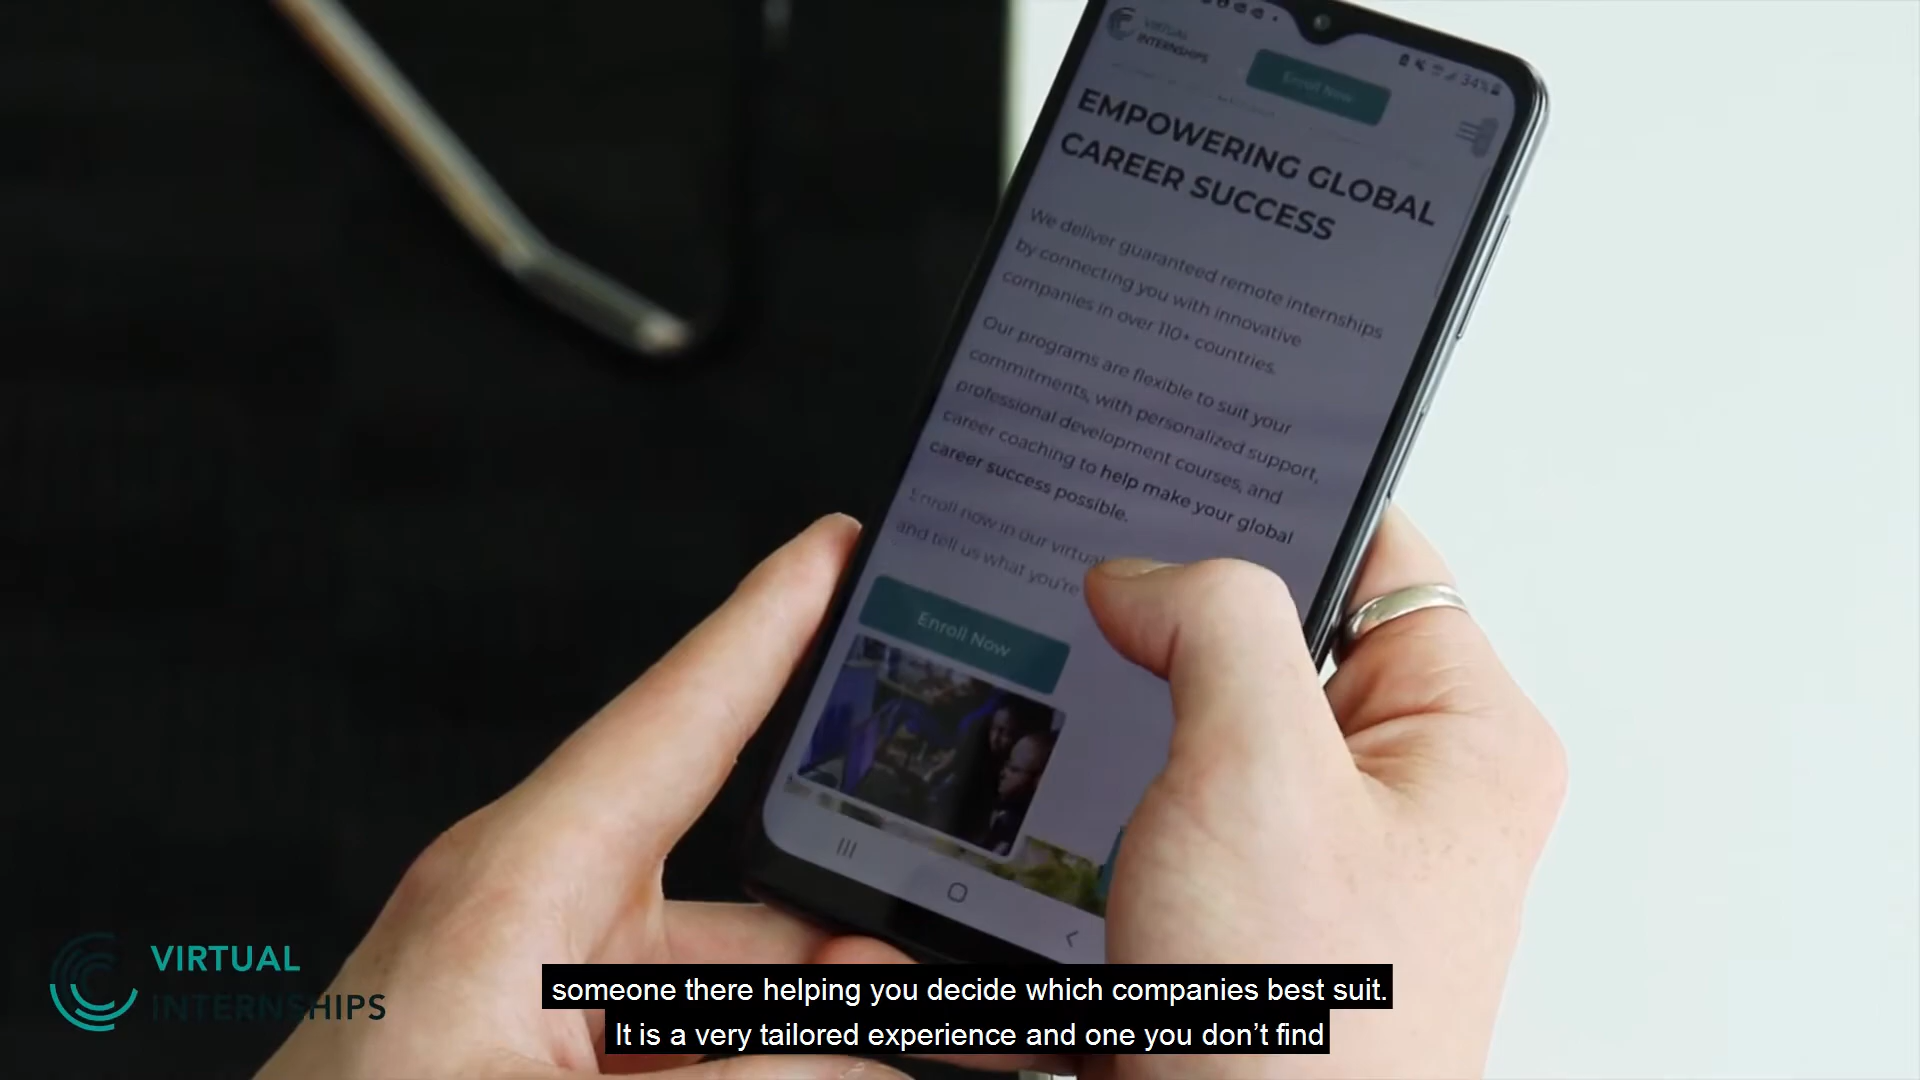 VIRTUAL
INTERNSHIPS
Enroll Now
34%
EMPOWERING GLOBAL
CAREER SUCCESS
We deliver guaranteed remote internships
by connecting you with innovative
companies in over 110+ countries.
Our programs are flexible to suit your
commitments, with personalized support,
professional development courses, and
career coaching to help make your global
career success possible.
Enroll now in our virtual
and tell us what you're
Enroll Now
VIRTUAL
INTERNSHIPS
someone there helping you decide which companies best suit.
It is a very tailored experience and one you don't find